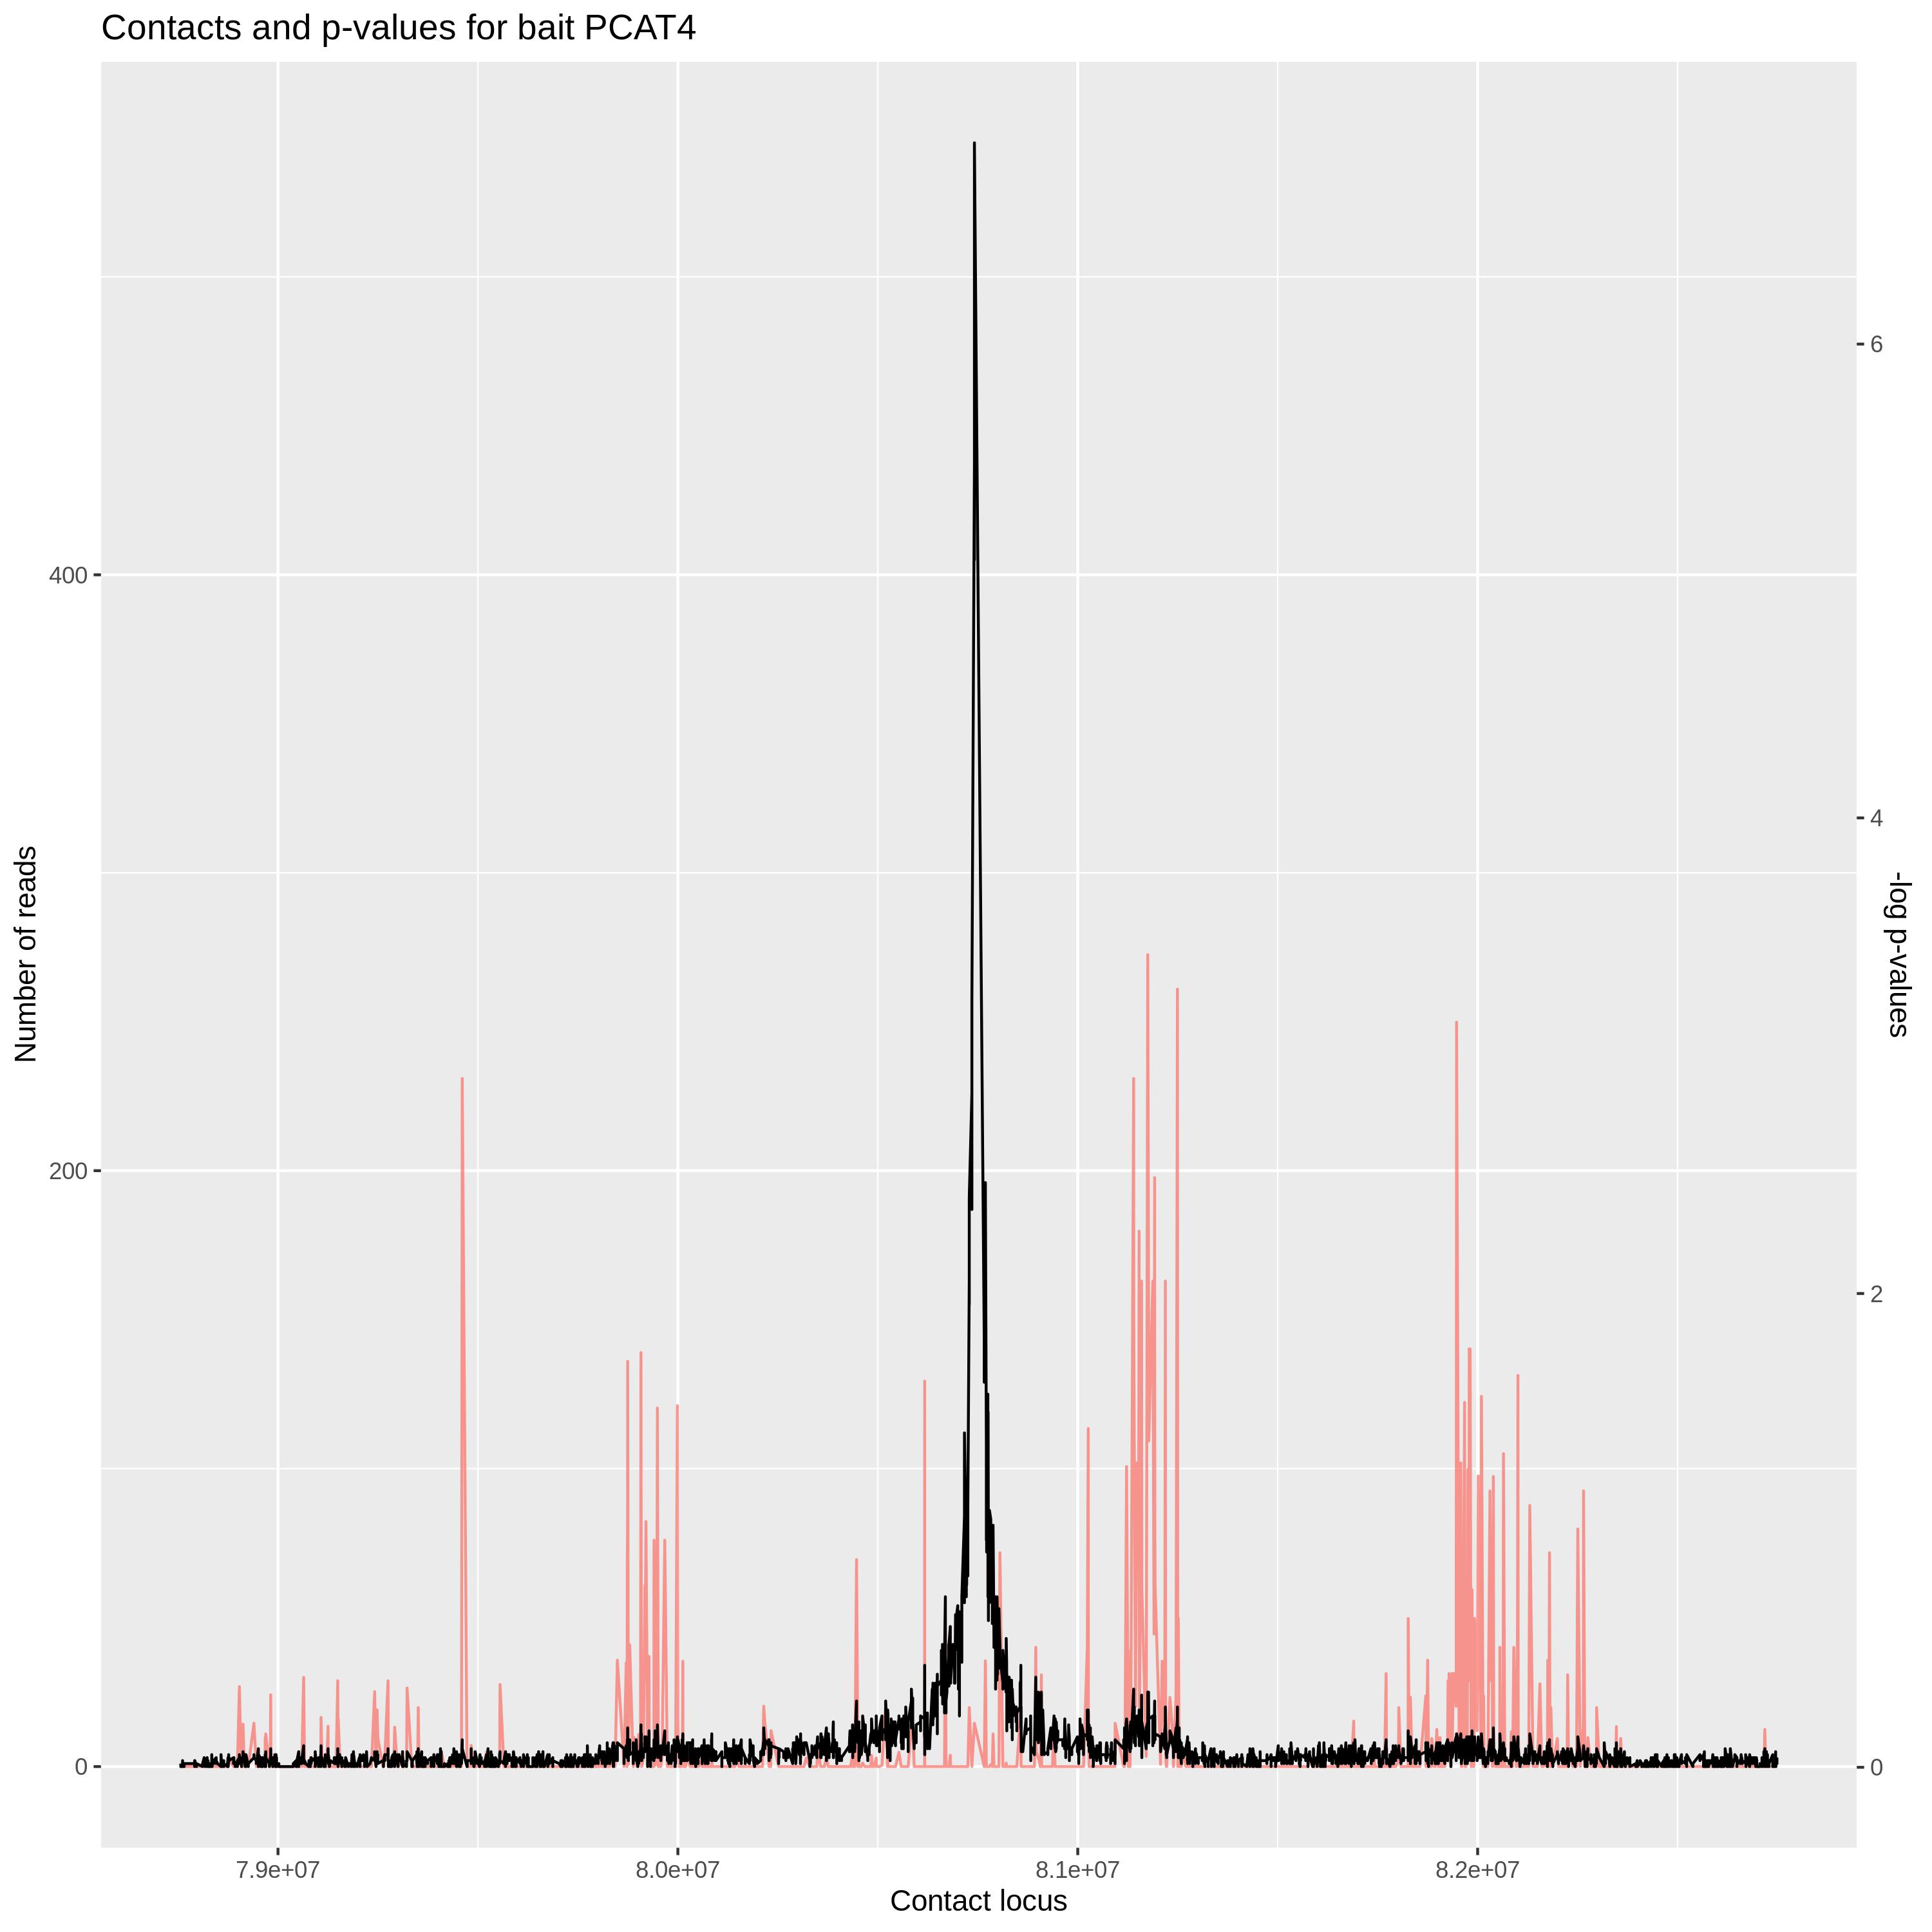 Contacts and p-values for bait PCAT4
Number of reads
400
200
0
6
4
2
0
-log p-values
7.9e+07
8.0e+07
8.1e+07
8.2e+07
Contact locus